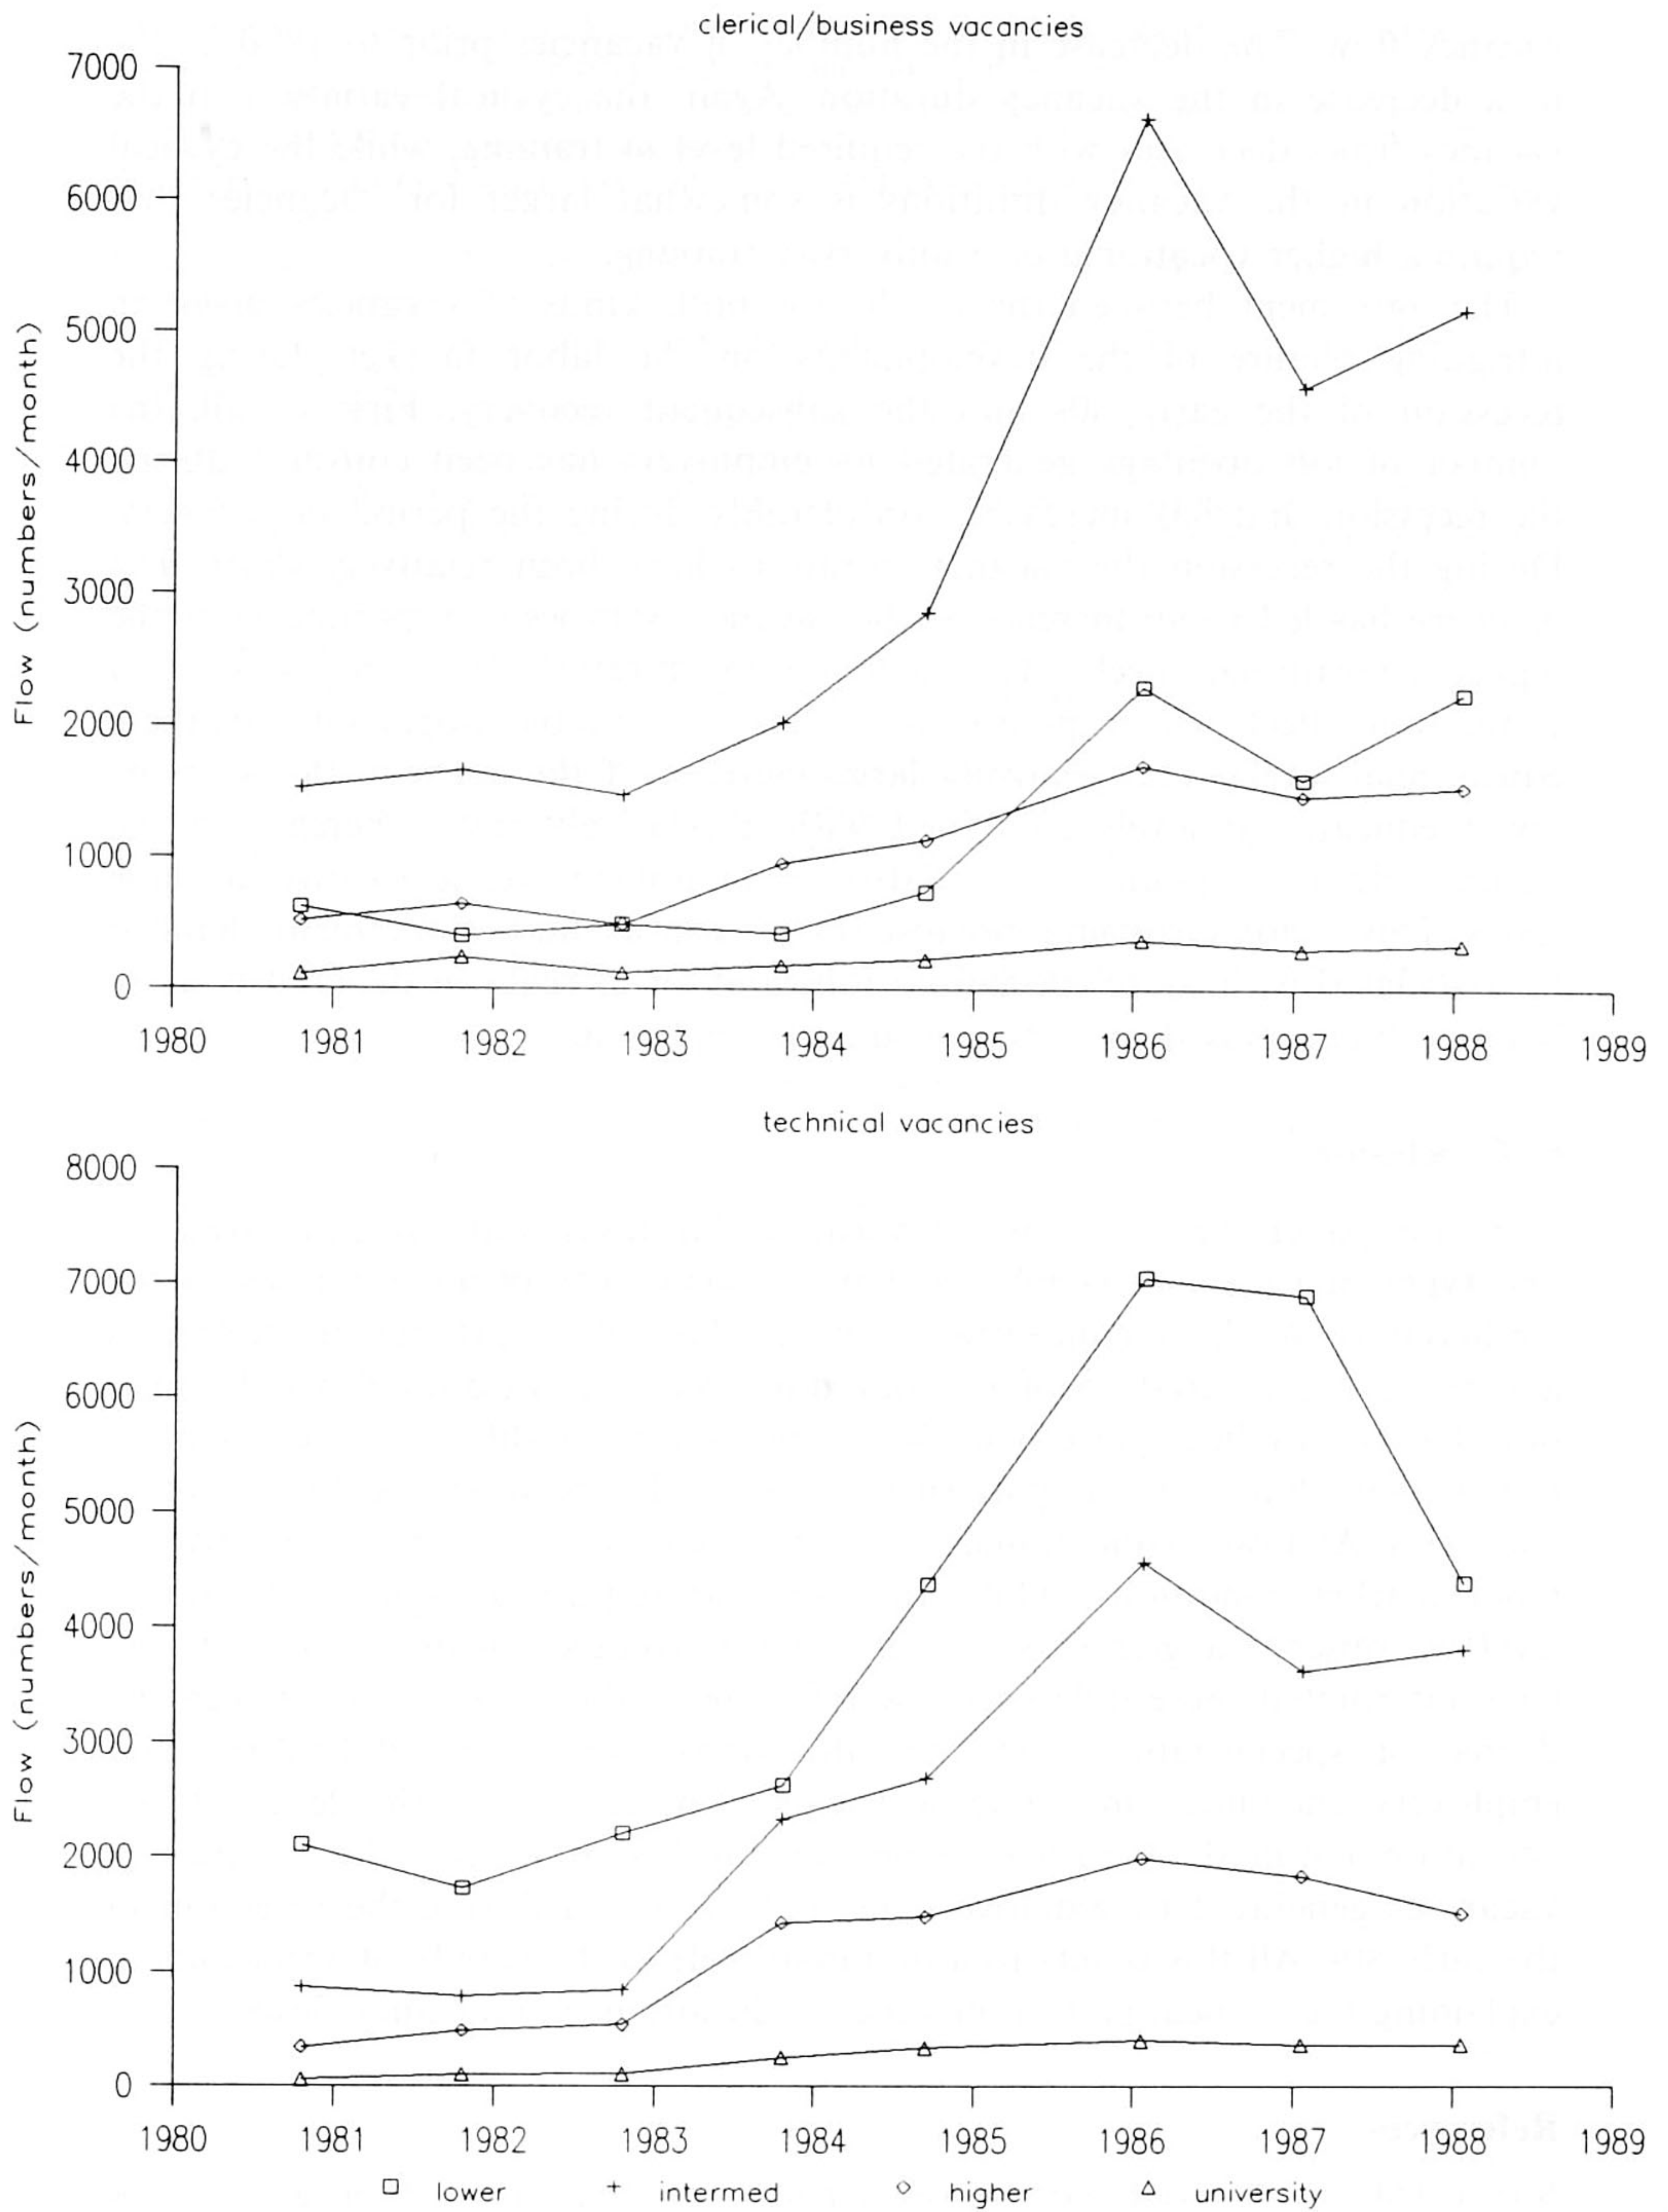 clerical/business vacancies
7000
6000
5000
4000
3000
2000
1000
0
Flow (numbers/month)
1980 1981 1982 1983 1984 1985 1986 1987 1988 1989
technical vacancies
8000
7000
6000
5000
4000
3000
2000
1000
0
Flow (numbers/month)
1980 1981 1982 1983 1984 1985 1986 1987 1988 1989
lower intermed higher university